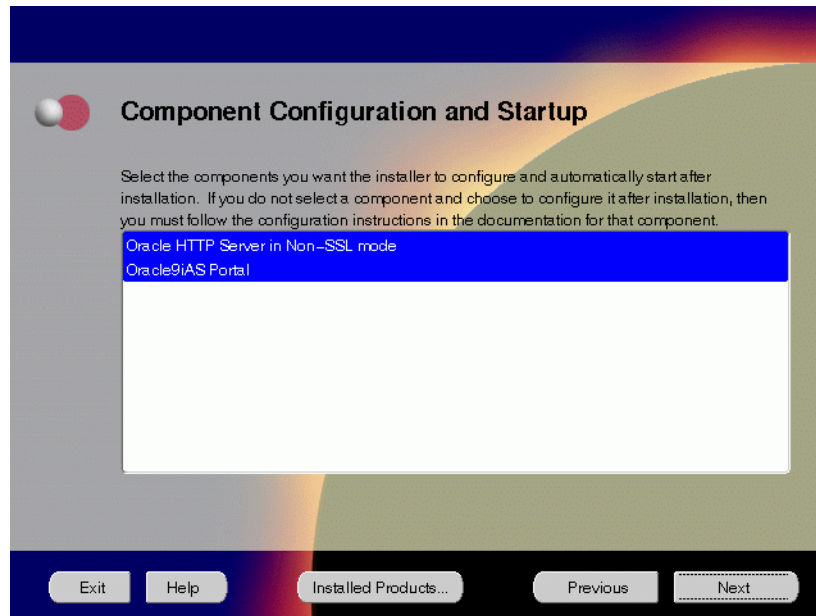 Component Configuration and Startup
Select the components you want the installer to configure and automatically start after
installation. If you do not select a component and choose to configure it after installation, then
you must follow the configuration instructions in the documentation for that component.
Oracle HTTP Server in Non-SSL mode
Oracle9iAS Portal
Exit Help Installed Products... Previous Next